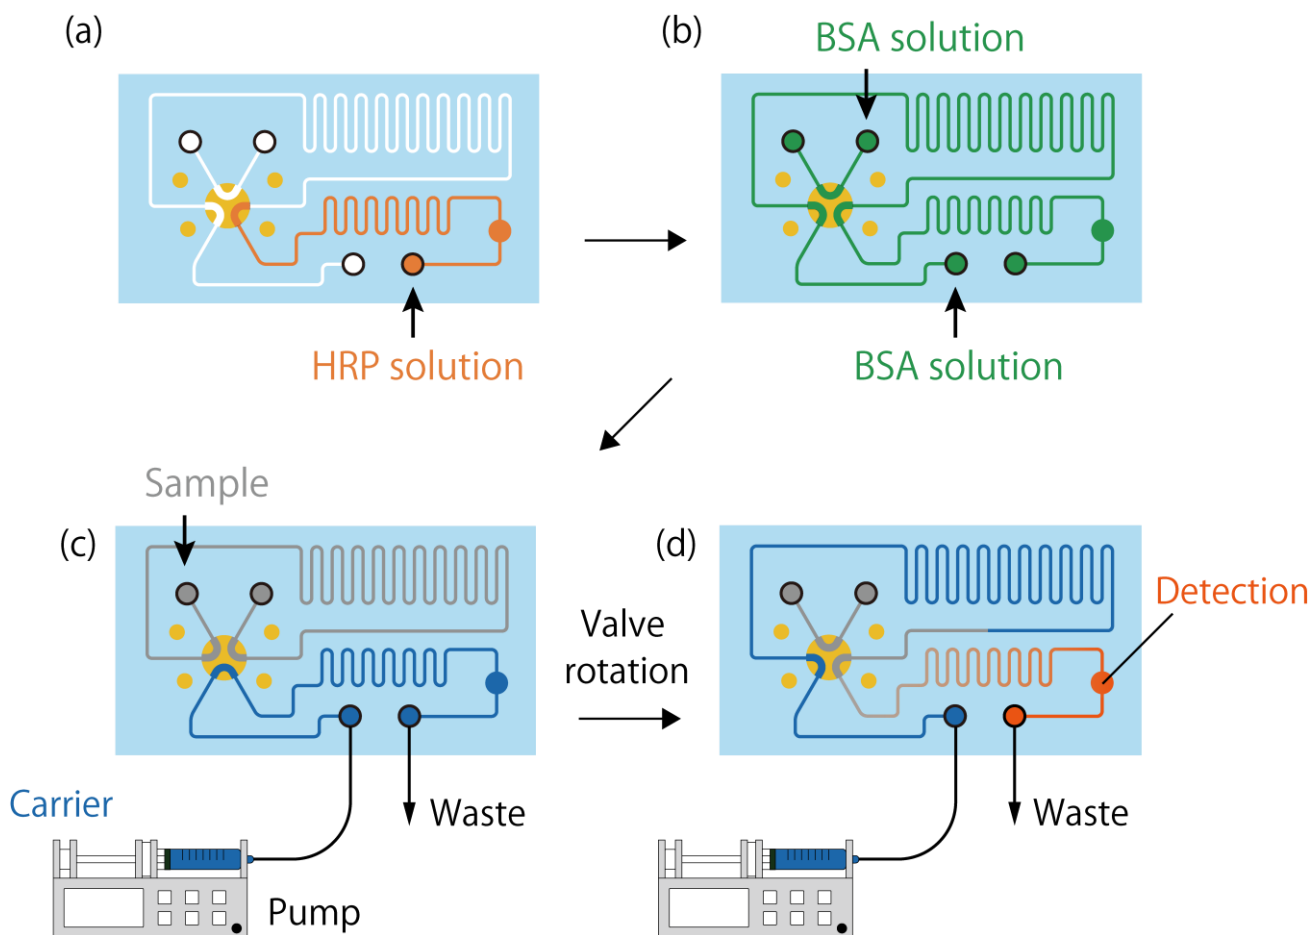 (a)
HRP solution
(b)
BSA solution
BSA solution
Sample
(c)
Carrier
Pump
Waste
Valve
rotation
(d)
Detection
Waste